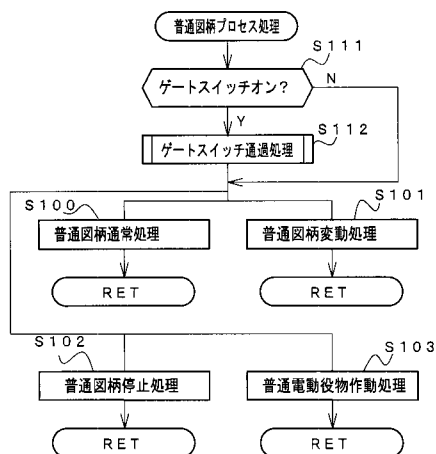 普通図柄プロセス処理
S111
ゲートスイッチオン?
N
Y
S112
ゲートスイッチ通過処理
S100
S101
普通図柄通常処理
普通図柄変動処理
RET
RET
S102
S103
普通図柄停止処理
普通電動役物作動処理
RET
RET